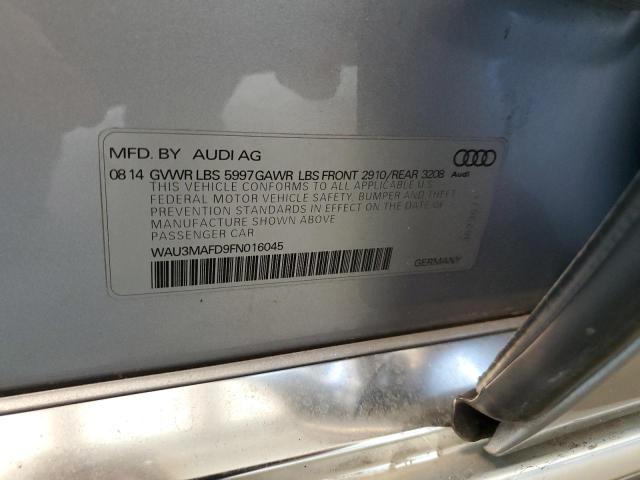 MFD. BY AUDI AG
08 14 GVWR LBS 5997 GAWR LBS FRONT 2910/REAR 3208
Audi
THIS VEHICLE CONFORMS TO ALL APPLICABLE U.S.
FEDERAL MOTOR VEHICLE SAFETY, BUMPER AND THEFT
PREVENTION STANDARDS IN EFFECT ON THE DATE OF
MANUFACTURE SHOWN ABOVE
PASSENGER CAR
WAU3MAFD9FN016045
GERMANY